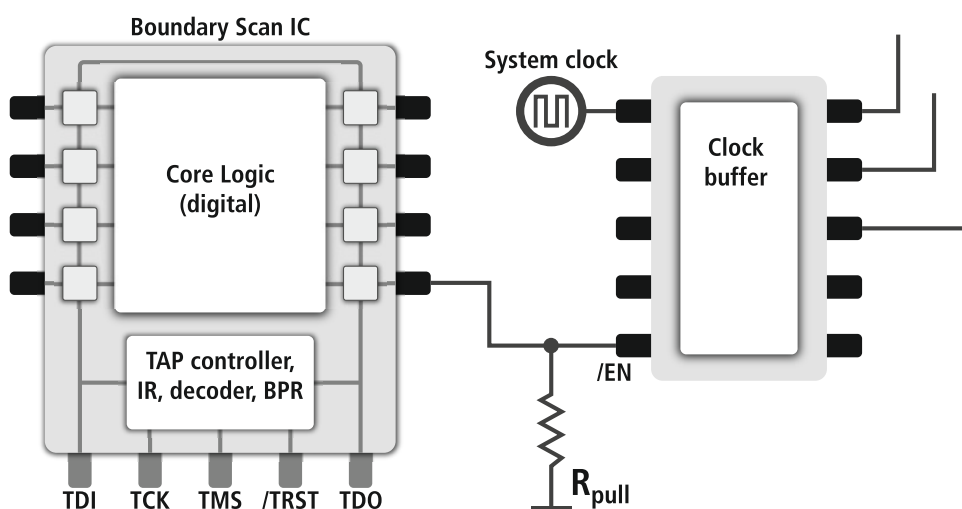 Boundary Scan IC
System clock
Core Logic
(digital)
Clock
buffer
TAP controller,
IR, decoder, BPR
/EN
Rpull
TDI TCK TMS /TRST TDO